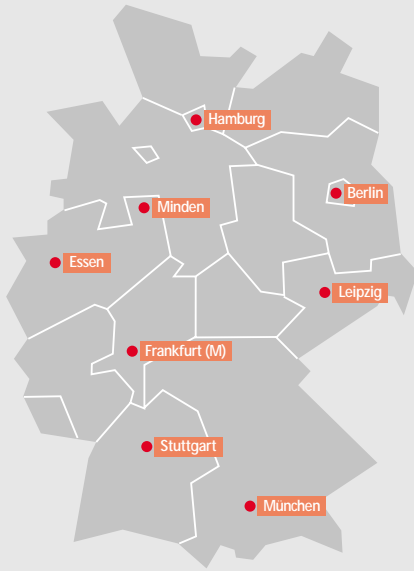 Hamburg
Berlin
Minden
Essen
Leipzig
Frankfurt (M)
Stuttgart
München